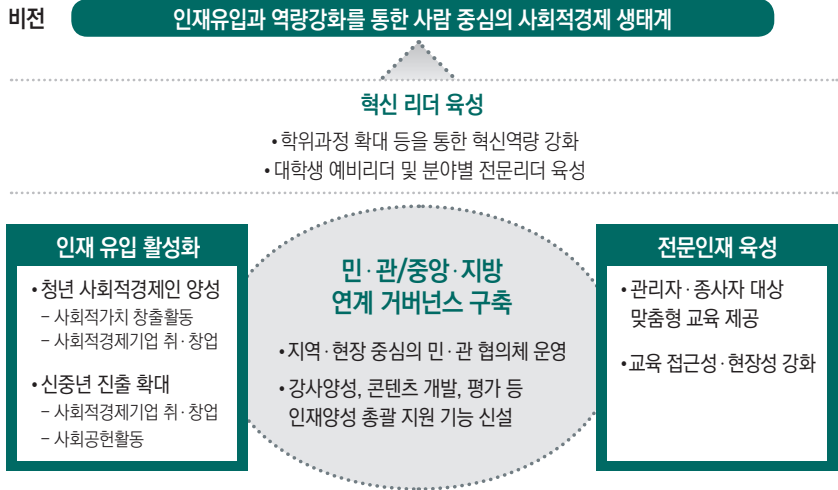 비전
인재유입과 역량강화를 통한 사람 중심의 사회적경제 생태계
혁신 리더 육성
• 학위과정 확대 등을 통한 혁신역량 강화
• 대학생 예비리더 및 분야별 전문리더 육성
인재 유입 활성화
• 청년 사회적경제인 양성
– 사회적가치 창출활동
– 사회적경제기업 취·창업
• 신중년 진출 확대
– 사회적경제기업 취·창업
– 사회공헌활동
민·관/중앙·지방
연계 거버넌스 구축
• 지역·현장 중심의 민·관 협의체 운영
• 강사양성, 콘텐츠 개발, 평가 등
인재양성 총괄 지원 기능 신설
전문인재 육성
• 관리자·종사자 대상
맞춤형 교육 제공
• 교육 접근성·현장성 강화